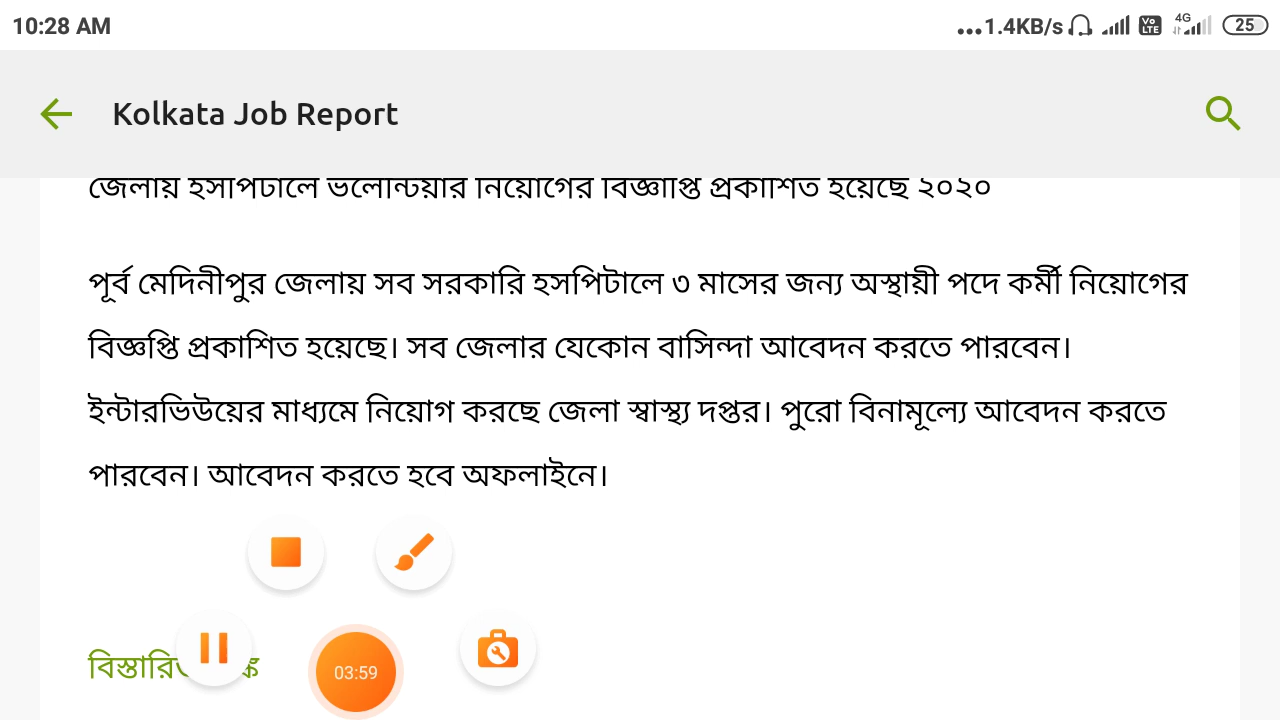 10:28 AM
...1.4KB/s Vo LTE 4G 25
Kolkata Job Report
জেলায় হসপিটালে ভলেন্টিয়ার নিয়োগের বিজ্ঞপ্তি প্রকাশিত হয়েছে ২০২০
পূর্ব মেদিনীপুর জেলায় সব সরকারি হসপিটালে ৩ মাসের জন্য অস্থায়ী পদে কর্মী নিয়োগের
বিজ্ঞপ্তি প্রকাশিত হয়েছে। সব জেলার যেকোন বাসিন্দা আবেদন করতে পারবেন।
ইন্টারভিউয়ের মাধ্যমে নিয়োগ করছে জেলা স্বাস্থ্য দপ্তর। পুরো বিনামূল্যে আবেদন করতে
পারবেন। আবেদন করতে হবে অফলাইনে।
03:59